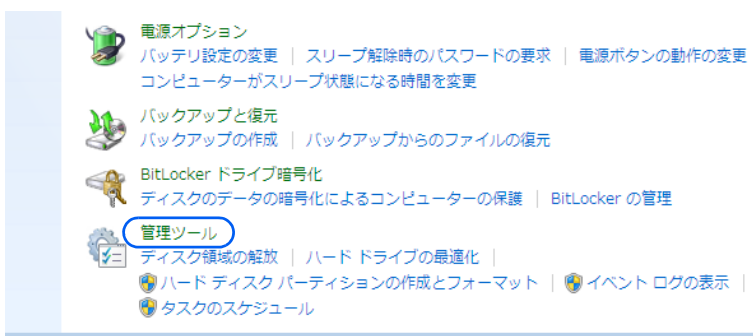 電源オプション
バッテリ設定の変更 | スリープ解除時のパスワードの要求 | 電源ボタンの動作の変更
コンピューターがスリープ状態になる時間を変更
バックアップと復元
バックアップの作成 | バックアップからのファイルの復元
BitLocker ドライブ暗号化
ディスクのデータの暗号化によるコンピューターの保護 | BitLocker の管理
管理ツール
ディスク領域の解放 | ハード ドライブの最適化 |
ハード ディスク パーティションの作成とフォーマット | イベント ログの表示 |
タスクのスケジュール